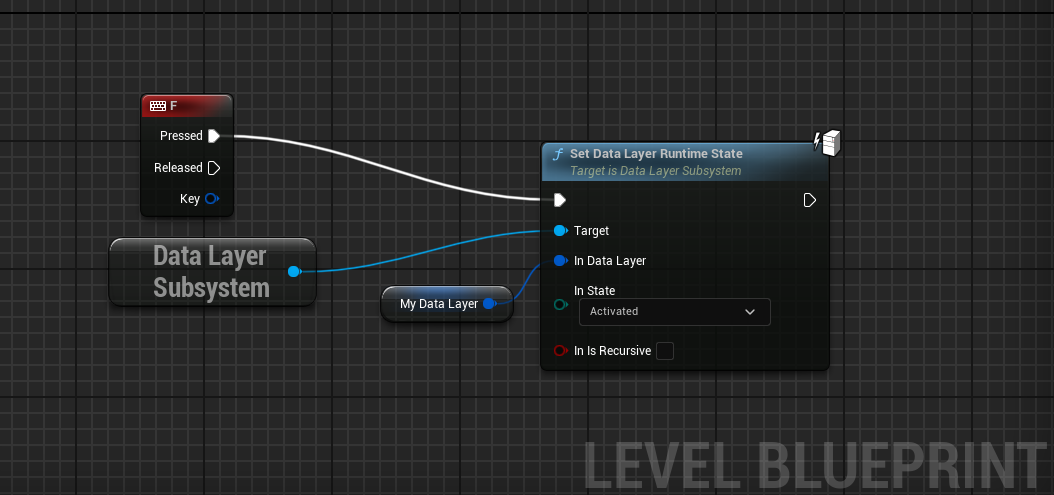 F
Pressed
Released
Key
Data Layer
Subsystem
My Data Layer
f Set Data Layer Runtime State
Target is Data Layer Subsystem
Target
In Data Layer
In State
Activated
In Is Recursive
LEVEL BLUEPRINT